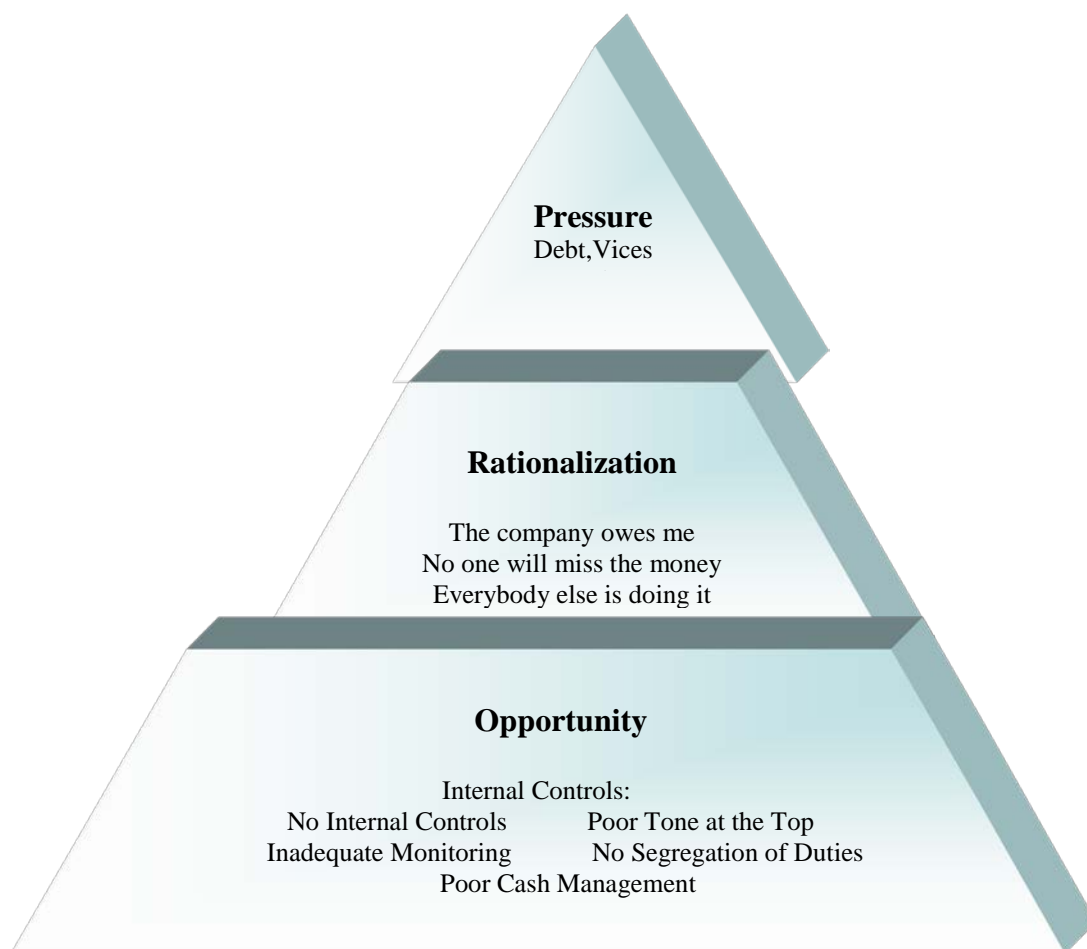 Pressure
Debt,Vices
Rationalization
The company owes me
No one will miss the money
Everybody else is doing it
Opportunity
Internal Controls:
No Internal Controls Poor Tone at the Top
Inadequate Monitoring No Segregation of Duties
Poor Cash Management